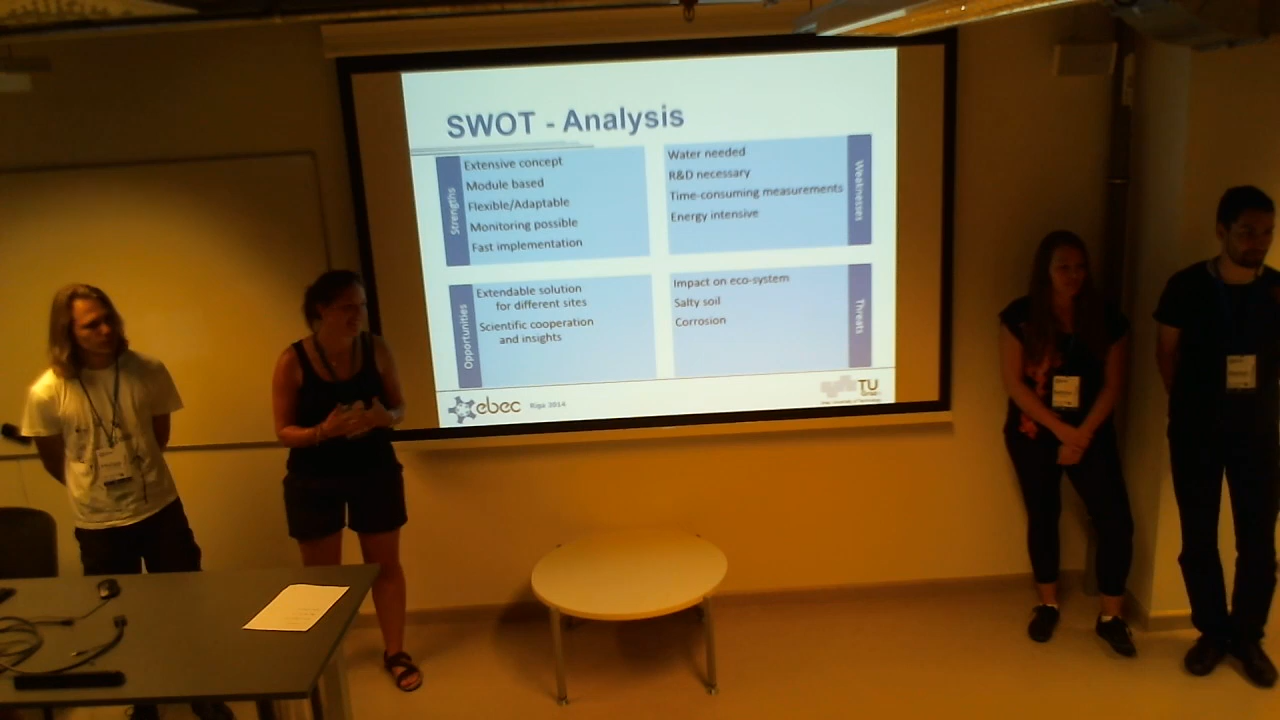 SWOT - Analysis
Strengths
Extensive concept
Module based
Flexible/Adaptable
Monitoring possible
Fast implementation
Water needed
R&D necessary
Time-consuming measurements
Energy intensive
Weaknesses
Opportunities
Extendable solution
for different sites
Scientific cooperation
and insights
Impact on eco-system
Salty soil
Corrosion
Threats
ebec Riga 2014
TU